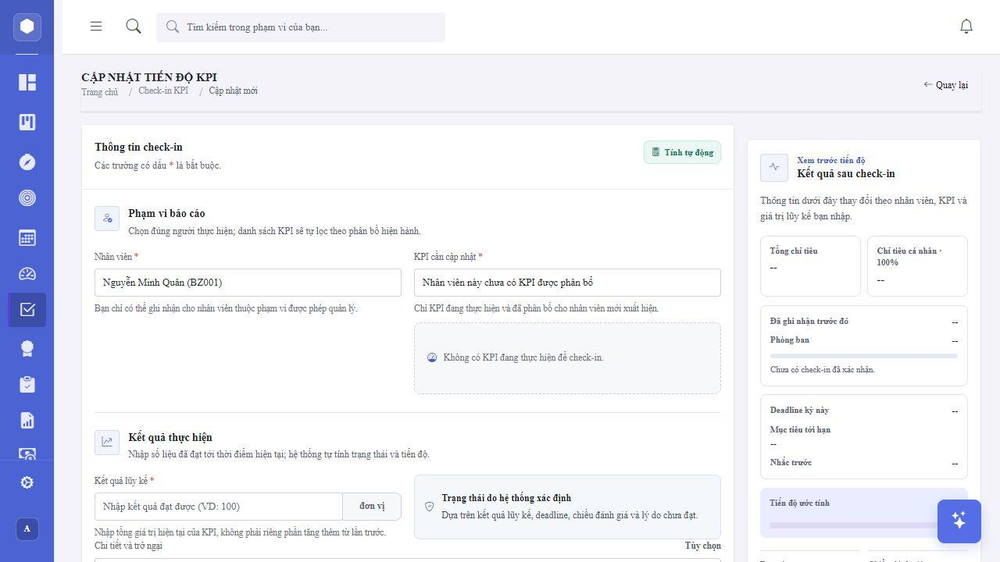 Tìm kiếm trong phạm vi của bạn...
CẬP NHẬT TIẾN ĐỘ KPI
Trang chủ / Check-in KPI / Cập nhật mới
Quay lại
Thông tin check-in
Các trường có dấu * là bắt buộc.
Tính tự động
Phạm vi báo cáo
Chọn đúng người thực hiện; danh sách KPI sẽ tự lọc theo phân bổ hiện hành.
Nhân viên *
Nguyễn Minh Quân (BZ001)
Bạn chỉ có thể ghi nhận cho nhân viên thuộc phạm vi được phép quản lý.
KPI cần cập nhật *
Nhân viên này chưa có KPI được phân bổ
Chỉ KPI đang thực hiện và đã phân bổ cho nhân viên mới xuất hiện.
Không có KPI đang thực hiện để check-in.
Kết quả thực hiện
Nhập số liệu đã đạt tới thời điểm hiện tại; hệ thống tự tính trạng thái và tiến độ.
Kết quả lũy kế *
Nhập kết quả đạt được (VD: 100)
đơn vị
Nhập tổng giá trị hiện tại của KPI, không phải riêng phần tăng thêm từ lần trước.
Trạng thái do hệ thống xác định
Dựa trên kết quả lũy kế, deadline, chiều đánh giá và lý do chưa đạt.
Chi tiết và trở ngại
Tùy chọn
Xem trước tiến độ
Kết quả sau check-in
Thông tin dưới đây thay đổi theo nhân viên, KPI và
giá trị lũy kế bạn nhập.
Tổng chỉ tiêu
--
Chỉ tiêu cá nhân ·
100%
--
Đã ghi nhận trước đó --
Phòng ban --
Chưa có check-in đã xác nhận.
Deadline kỳ này --
Mục tiêu tới hạn
--
Nhắc trước --
Tiến độ ước tính
A